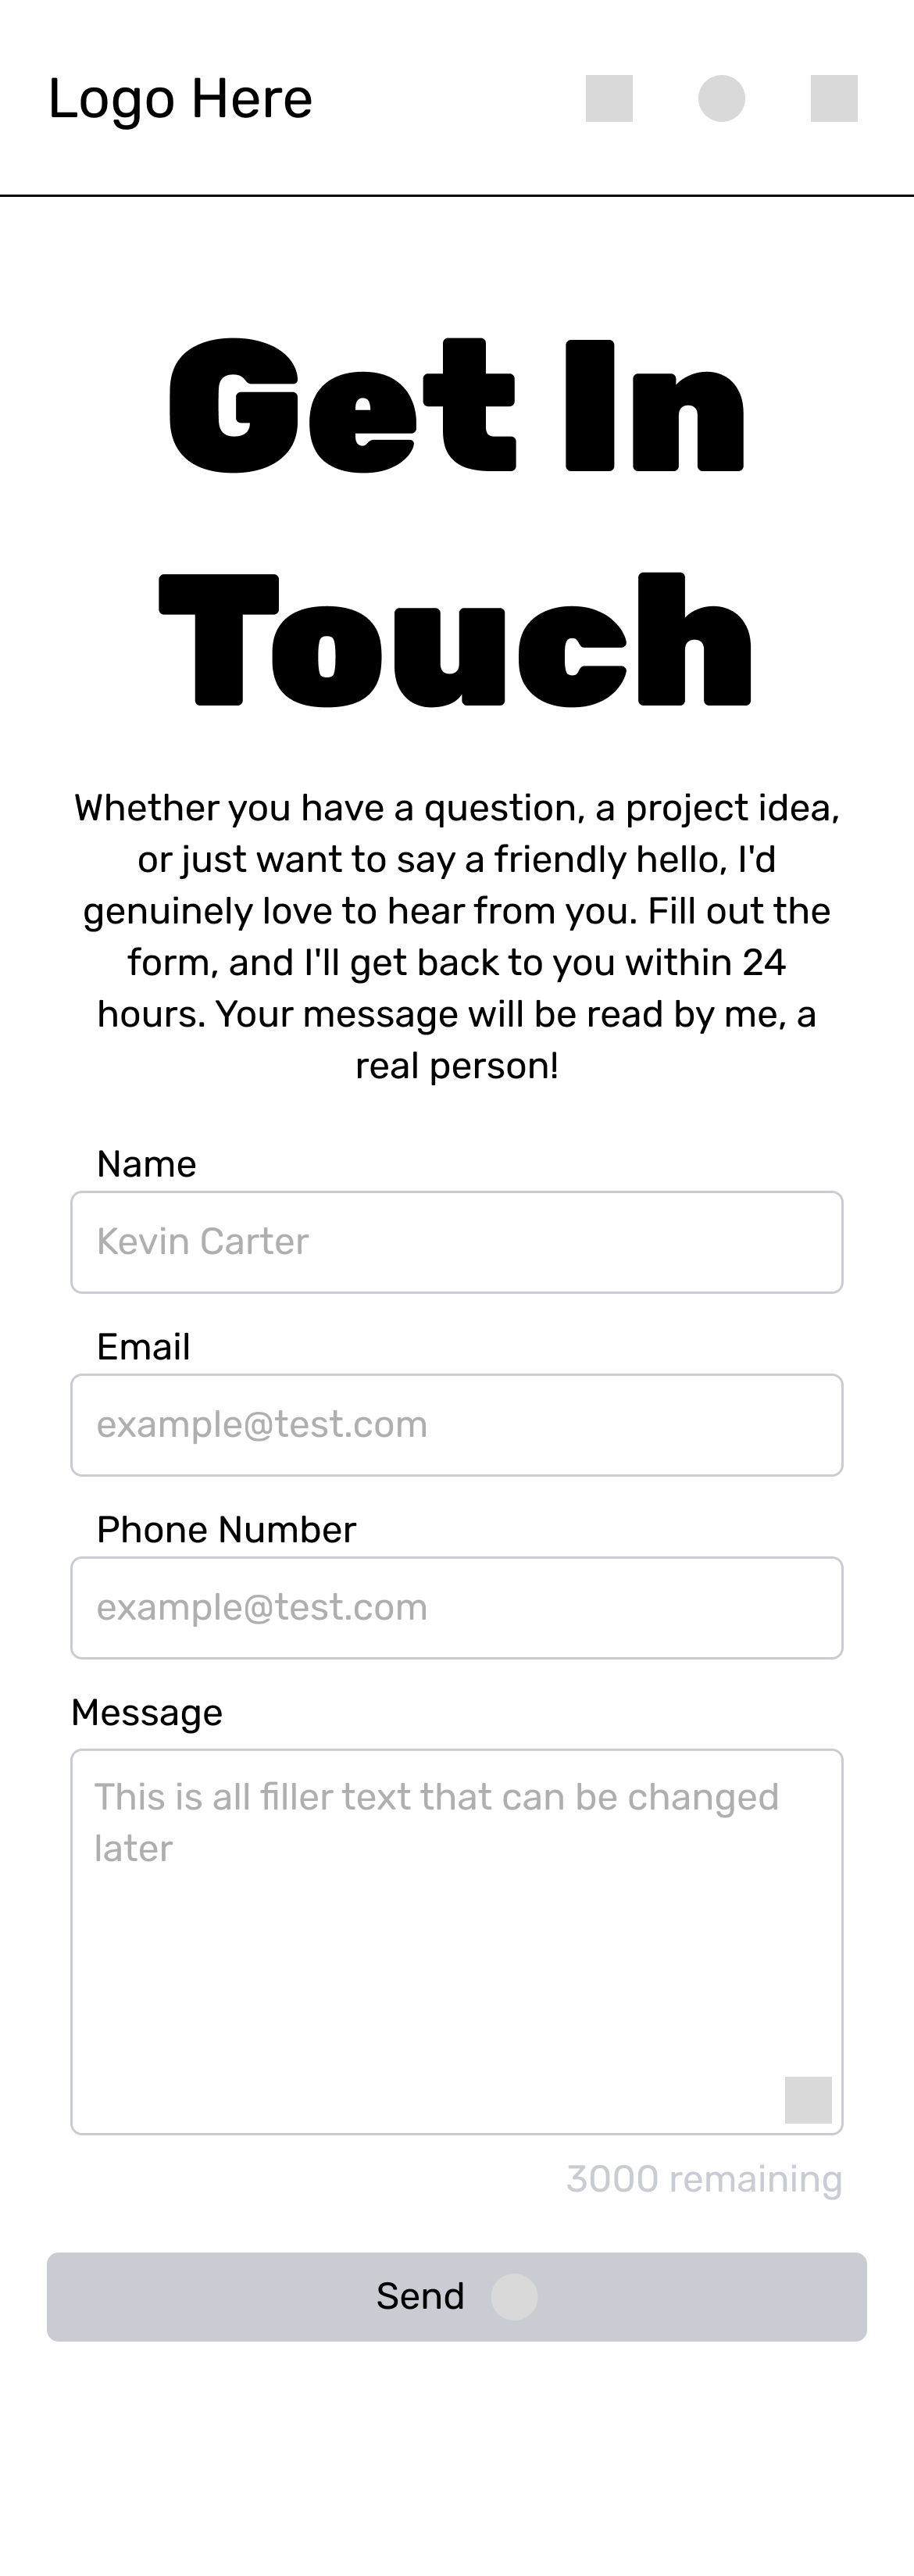 Logo Here
Get In
Touch
Whether you have a question, a project idea,
or just want to say a friendly hello, I'd
genuinely love to hear from you. Fill out the
form, and I'll get back to you within 24
hours. Your message will be read by me, a
real person!
Name
Kevin Carter
Email
example@test.com
Phone Number
example@test.com
Message
This is all filler text that can be changed
later
3000 remaining
Send